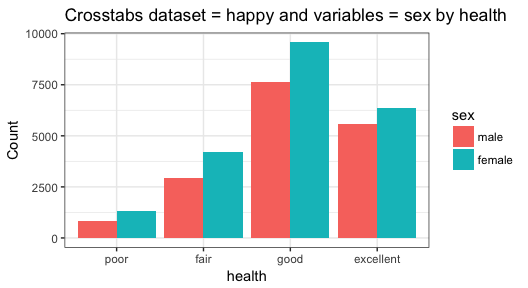 Crosstabs dataset = happy and variables = sex by health
Count
10000
7500
5000
2500
0
poor fair good excellent
health
sex
male
female